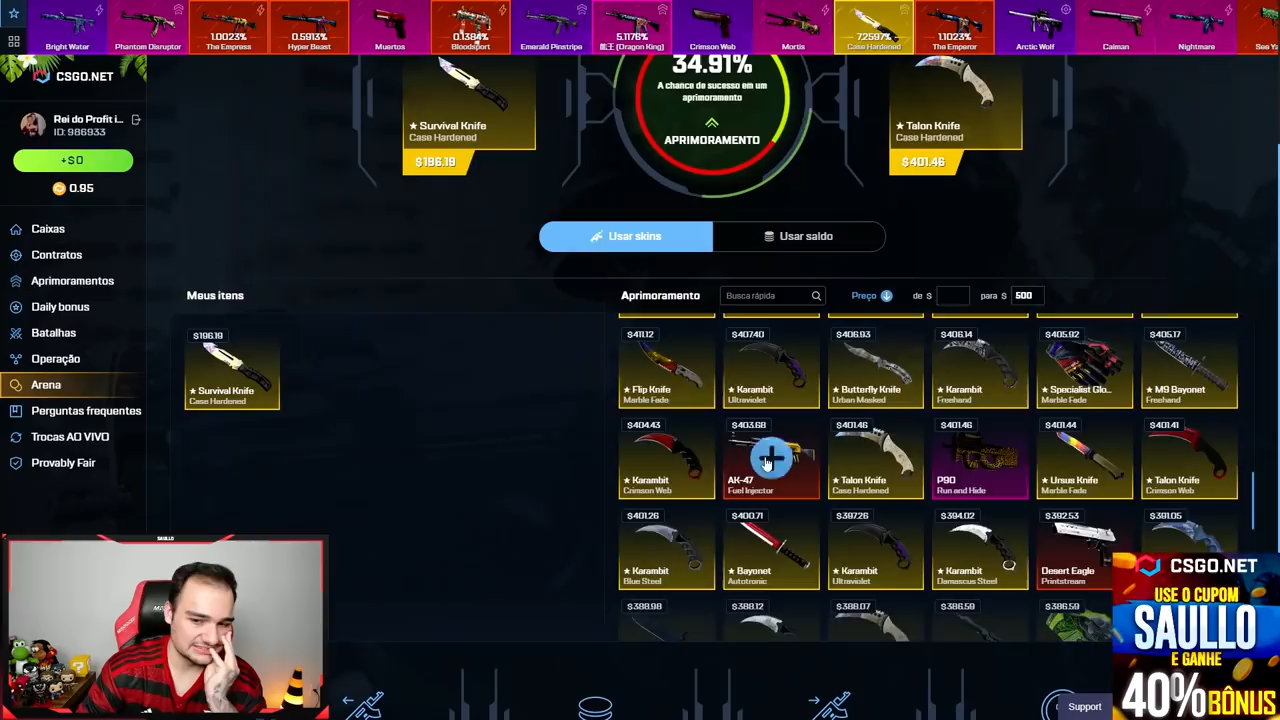 Bright Water
Phantom Disruptor
1.0023%
The Empress
0.5913%
Hyper Beast
Muertos
0.1384%
Bloodsport
Emerald Pinstripe
5.1176%
龍王 (Dragon King)
Crimson Web
Mortis
7.2597%
Case Hardened
1.1023%
The Emperor
Arctic Wolf
Caiman
Nightmare
See Ya
CSGO.NET
Rei do Profit i...
ID: 986933
+$0
0.95
Caixas
Contratos
Aprimoramentos
Daily bonus
Batalhas
Operação
Arena
Perguntas frequentes
Trocas AO VIVO
Provably Fair
★ Survival Knife
Case Hardened
$196.19
34.91%
A chance de sucesso em um
aprimoramento
APRIMORAMENTO
★ Talon Knife
Case Hardened
$401.46
Usar skins
Usar saldo
Meus itens
$196.19
★ Survival Knife
Case Hardened
Aprimoramento
Busca rápida
Preço
de $
para $
500
$411.12
★ Flip Knife
Marble Fade
$407.40
★ Karambit
Ultraviolet
$406.93
★ Butterfly Knife
Urban Masked
$406.14
★ Karambit
Freehand
$405.92
★ Specialist Glo...
Marble Fade
$405.17
★ M9 Bayonet
Freehand
$404.43
★ Karambit
Crimson Web
$403.68
AK-47
Fuel Injector
$401.46
★ Talon Knife
Case Hardened
$401.46
P90
Run and Hide
$401.44
★ Ursus Knife
Marble Fade
$401.41
★ Talon Knife
Crimson Web
$401.26
★ Karambit
Blue Steel
$400.71
★ Bayonet
Autotronic
$397.26
★ Karambit
Ultraviolet
$394.02
★ Karambit
Damascus Steel
$392.53
Desert Eagle
Printstream
$391.05
$388.98
$388.12
$388.07
$386.59
$386.59
SAULLO
CSGO.NET
USE O CUPOM
SAULLO
E GANHE
40% BÔNUS
Support